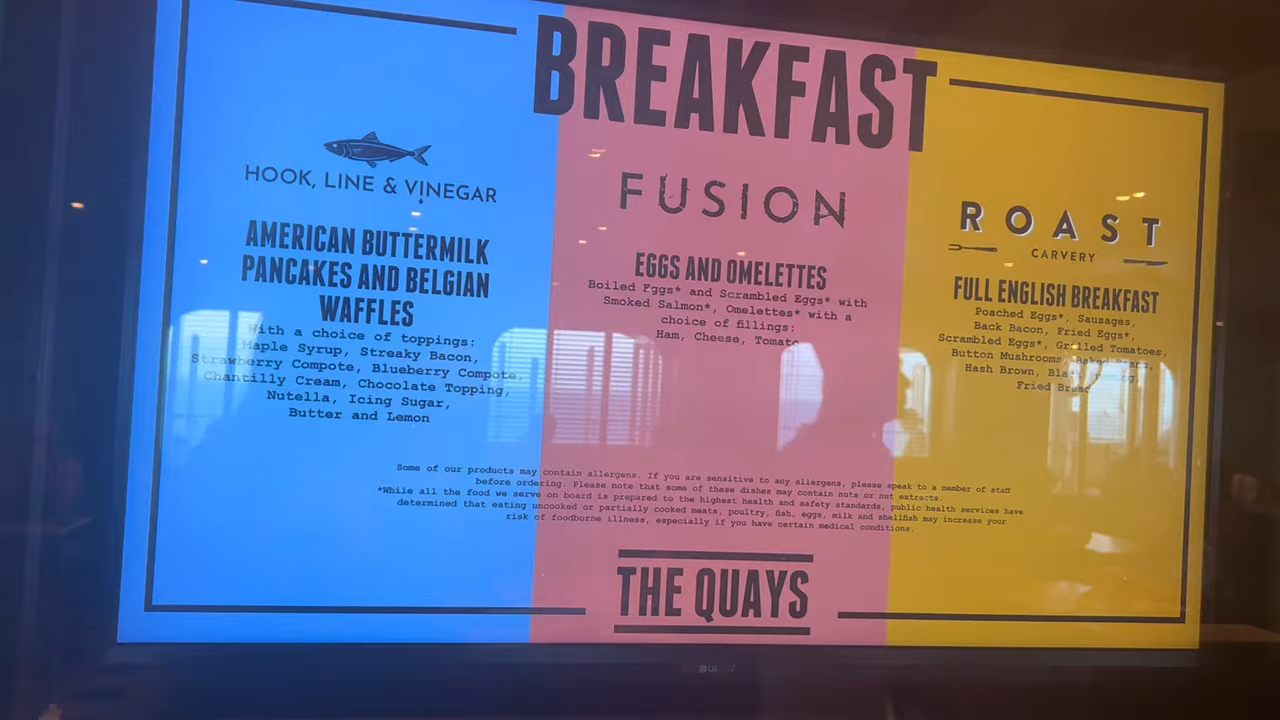 BREAKFAST
HOOK, LINE & VINEGAR
AMERICAN BUTTERMILK
PANCAKES AND BELGIAN
WAFFLES
With a choice of toppings:
Maple Syrup, Streaky Bacon,
Strawberry Compote, Blueberry Compote,
Chantilly Cream, Chocolate Topping,
Nutella, Icing Sugar,
Butter and Lemon
FUSION
EGGS AND OMELETTES
Boiled Eggs* and Scrambled Eggs* with
Smoked Salmon*, Omelettes* with a
choice of fillings:
Ham, Cheese, Tomato
ROAST
CARVERY
FULL ENGLISH BREAKFAST
Poached Eggs*, Sausages,
Back Bacon, Fried Eggs*,
Scrambled Eggs*, Grilled Tomatoes,
Button Mushrooms, Baked Beans,
Hash Brown,
Fried Bread
Some of our products may contain allergens. If you are sensitive to any allergens, please speak to a member of staff
before ordering. Please note that some of these dishes may contain nuts or nut extracts.
*While all the food we serve on board is prepared to the highest health and safety standards, public health services have
determined that eating uncooked or partially cooked meats, poultry, fish, eggs, milk and shellfish may increase your
risk of foodborne illness, especially if you have certain medical conditions.
THE QUAYS
LG